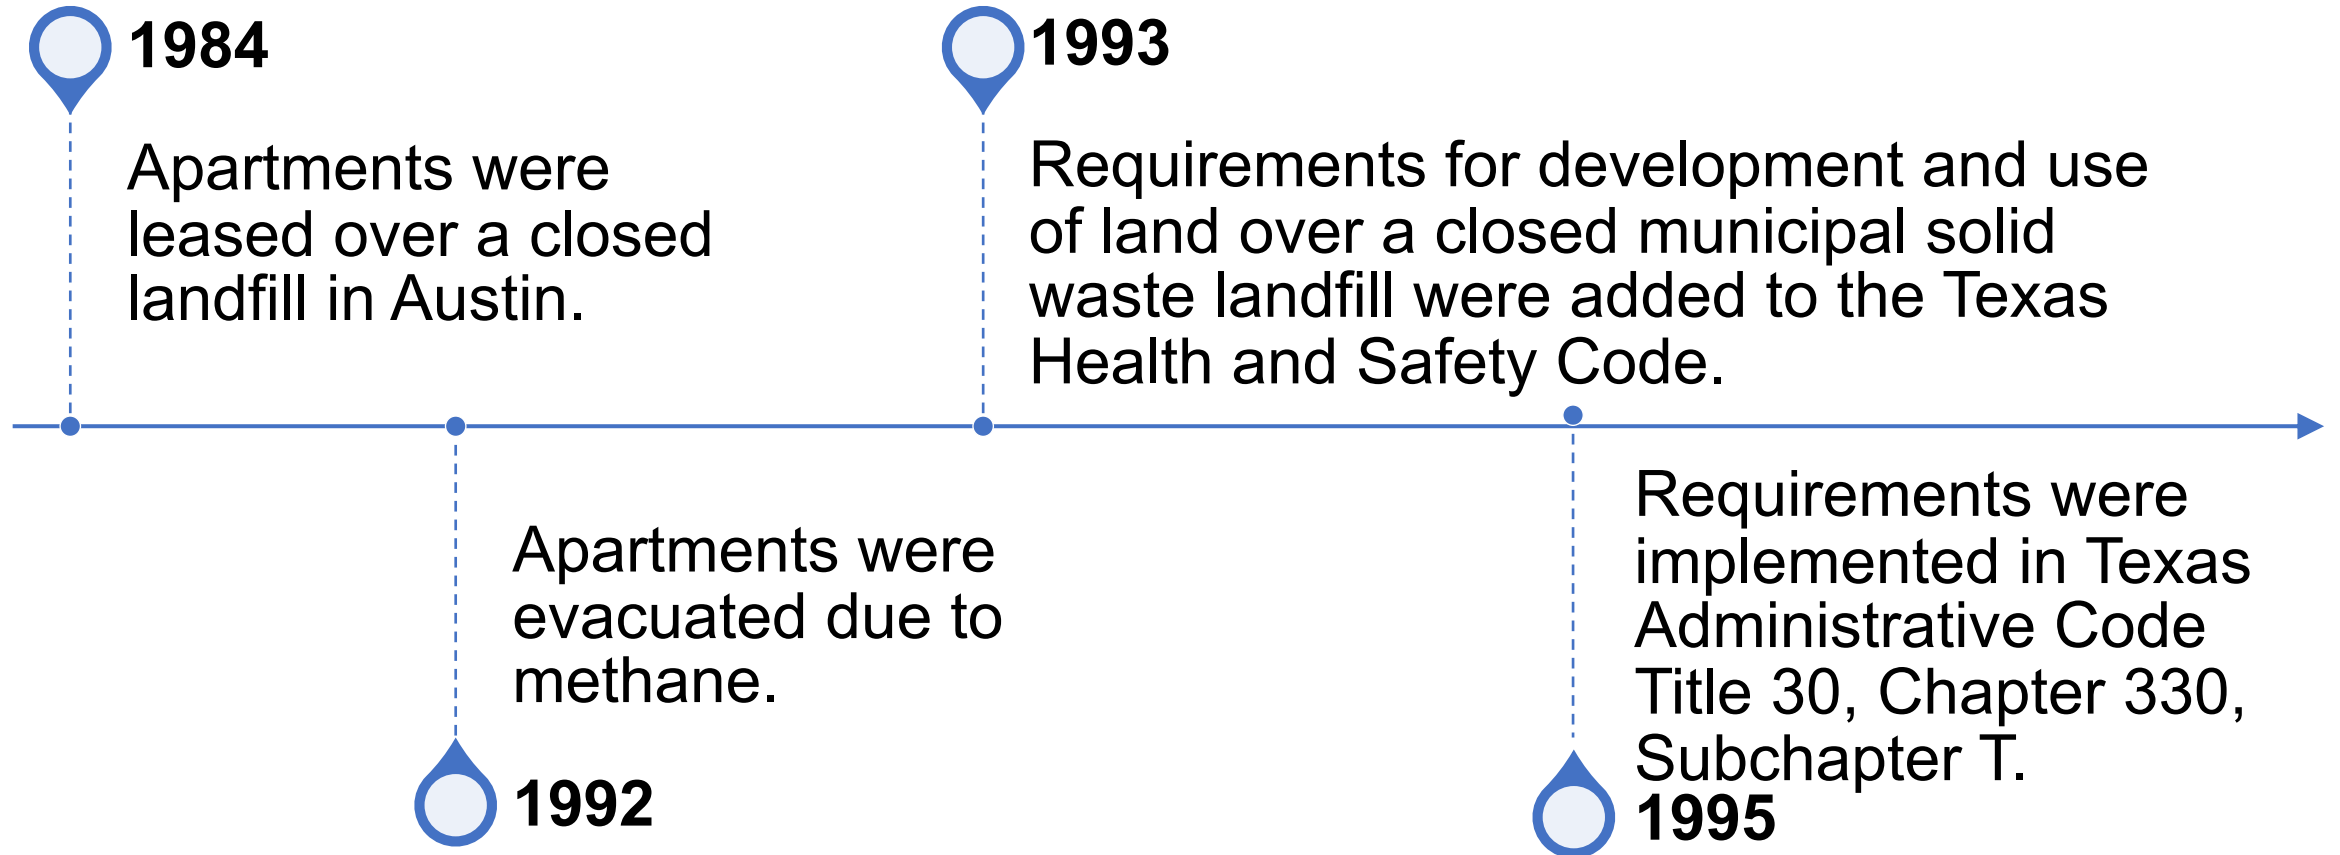 1984
Apartments were
leased over a closed
landfill in Austin.
Apartments were
evacuated due to
methane.
1992
1993
Requirements for development and use
of land over a closed municipal solid
waste landfill were added to the Texas
Health and Safety Code.
Requirements were
implemented in Texas
Administrative Code
Title 30, Chapter 330,
Subchapter T.
1995